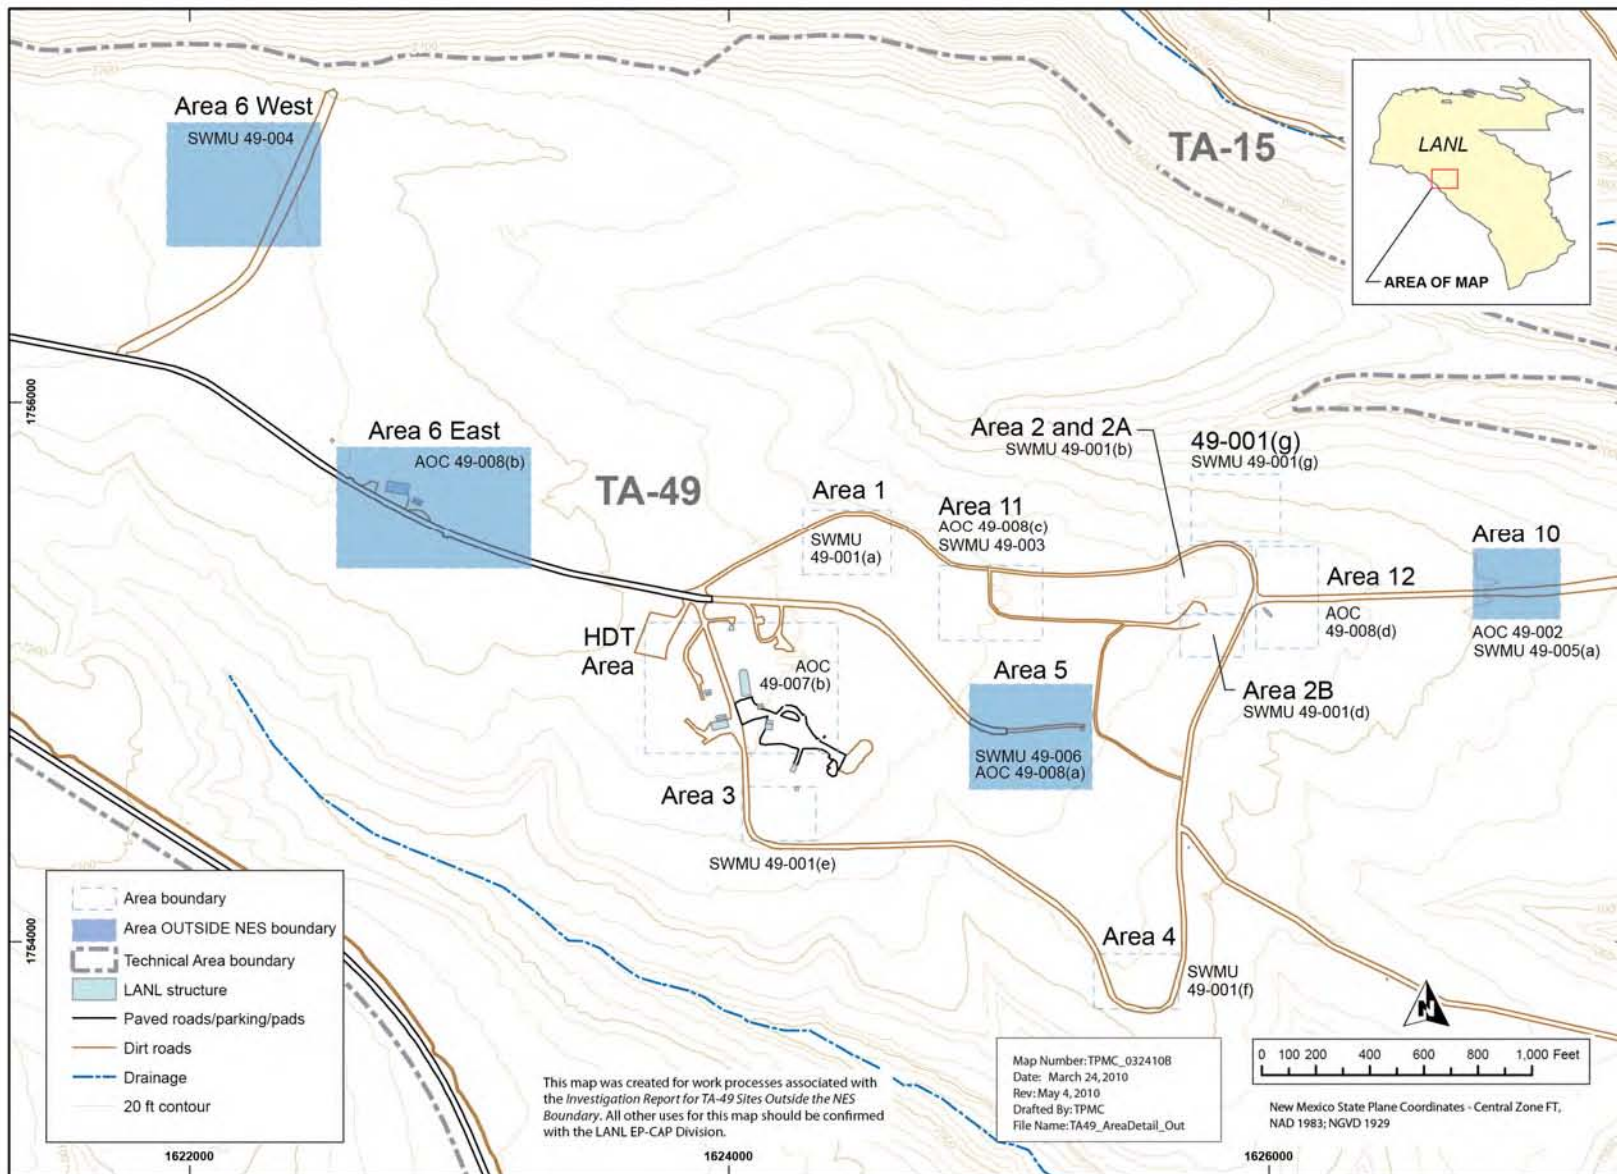 Area 6 West
SWMU 49-004
TA-15
LANL
AREA OF MAP
1756000
Area 6 East
AOC 49-008(b)
TA-49
Area 1
SWMU
49-001(a)
Area 11
AOC 49-008(c)
SWMU 49-003
Area 2 and 2A
SWMU 49-001(b)
49-001(g)
SWMU 49-001(g)
Area 10
AOC 49-002
SWMU 49-005(a)
Area 12
AOC
49-008(d)
HDT
Area
AOC
49-007(b)
Area 5
SWMU 49-006
AOC 49-008(a)
Area 2B
SWMU 49-001(d)
Area 3
SWMU 49-001(e)
Area 4
SWMU
49-001(f)
1754000
Area boundary
Area OUTSIDE NES boundary
Technical Area boundary
LANL structure
Paved roads/parking/pads
Dirt roads
Drainage
20 ft contour
This map was created for work processes associated with
the Investigation Report for TA-49 Sites Outside the NES
Boundary. All other uses for this map should be confirmed
with the LANL EP-CAP Division.
Map Number: TPMC_032410B
Date: March 24, 2010
Rev: May 4, 2010
Drafted By: TPMC
File Name: TA49_AreaDetail_Out
N
0 100 200 400 600 800 1,000 Feet
New Mexico State Plane Coordinates - Central Zone FT,
NAD 1983; NGVD 1929
1622000
1624000
1626000